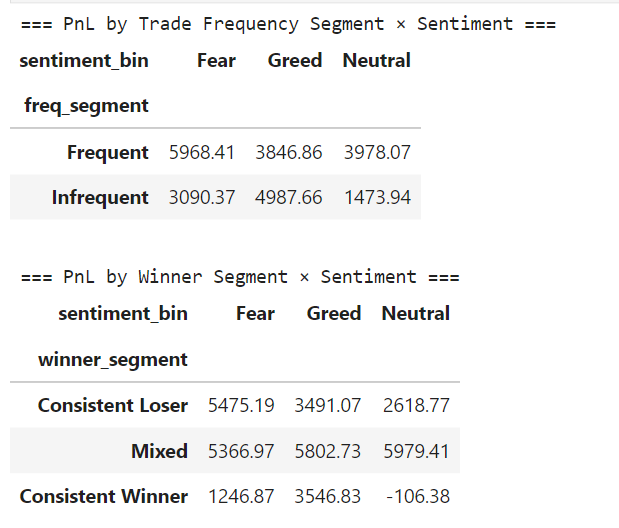 === PnL by Trade Frequency Segment × Sentiment ===
sentiment_bin Fear Greed Neutral
freq_segment
Frequent 5968.41 3846.86 3978.07
Infrequent 3090.37 4987.66 1473.94
=== PnL by Winner Segment × Sentiment ===
sentiment_bin Fear Greed Neutral
winner_segment
Consistent Loser 5475.19 3491.07 2618.77
Mixed 5366.97 5802.73 5979.41
Consistent Winner 1246.87 3546.83 -106.38